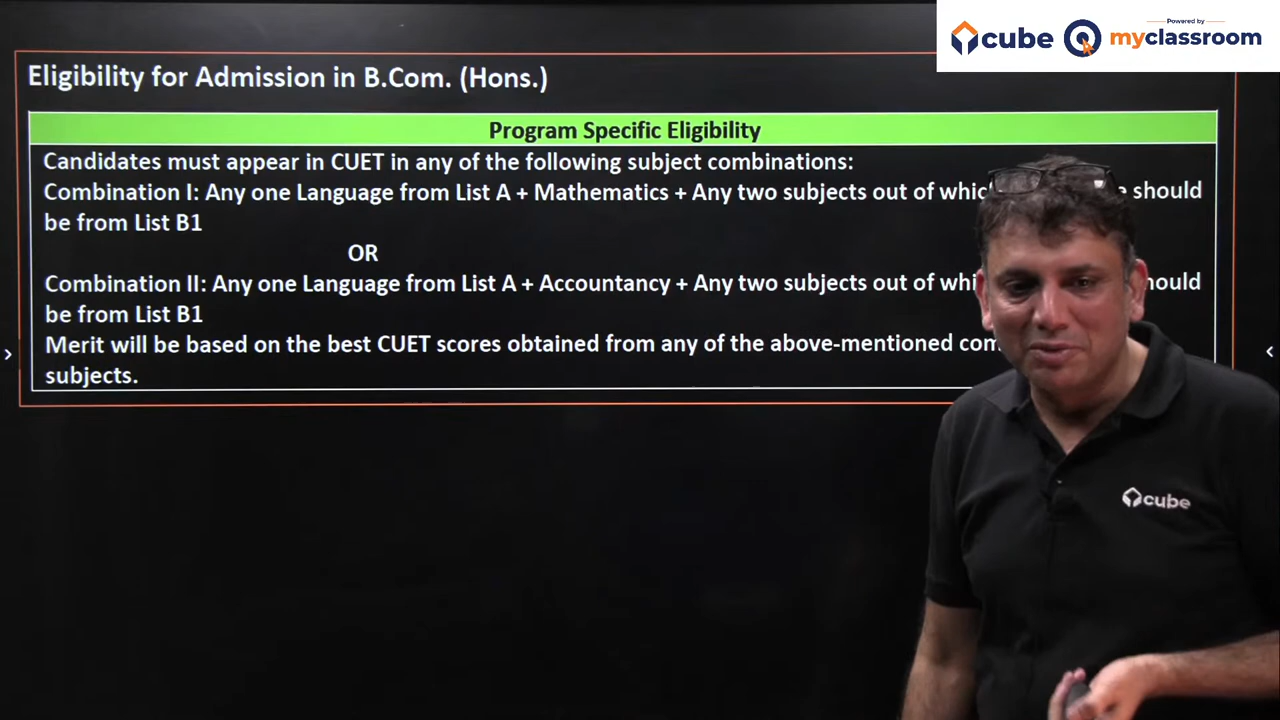 Powered by
cube myclassroom
Eligibility for Admission in B.Com. (Hons.)
Program Specific Eligibility
Candidates must appear in CUET in any of the following subject combinations:
Combination I: Any one Language from List A + Mathematics + Any two subjects out of should
be from List B1
OR
Combination II: Any one Language from List A + Accountancy + Any two subjects out of
be from List B1
Merit will be based on the best CUET scores obtained from any of the above-mentioned
subjects.
cube